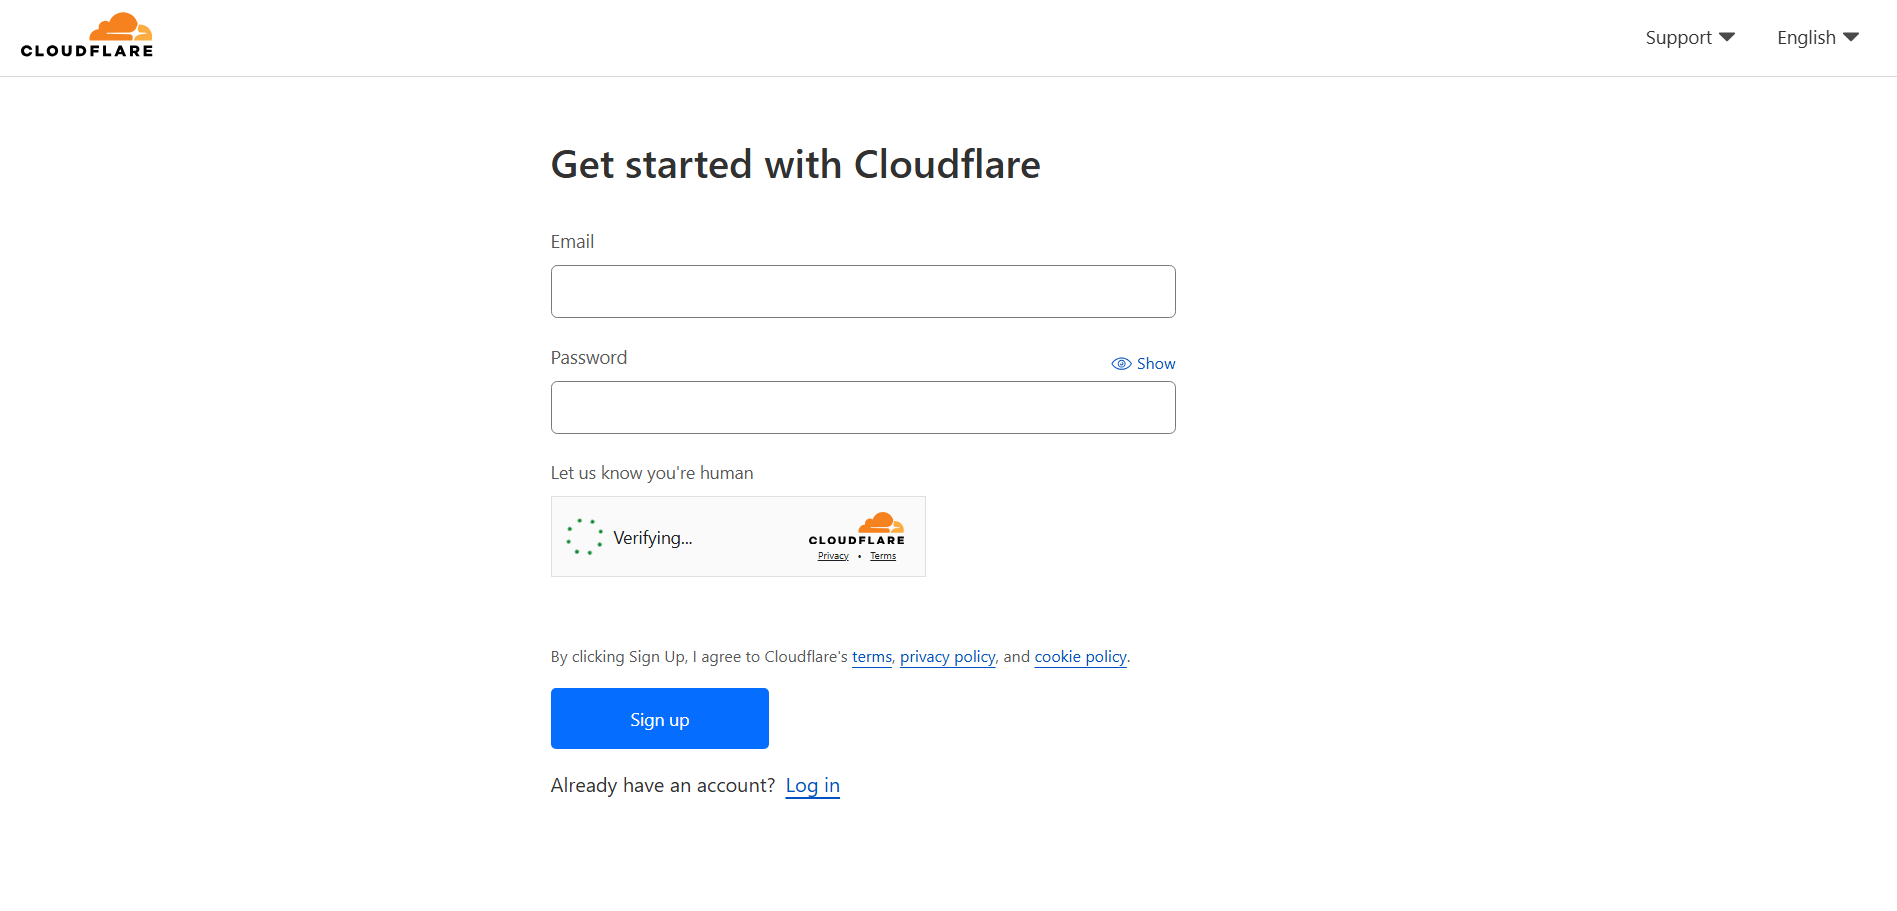 CLOUDFLARE
Support English
Get started with Cloudflare
Email
Password
Show
Let us know you're human
Verifying...
CLOUDFLARE
Privacy • Terms
By clicking Sign Up, I agree to Cloudflare's terms, privacy policy, and cookie policy.
Sign up
Already have an account? Log in